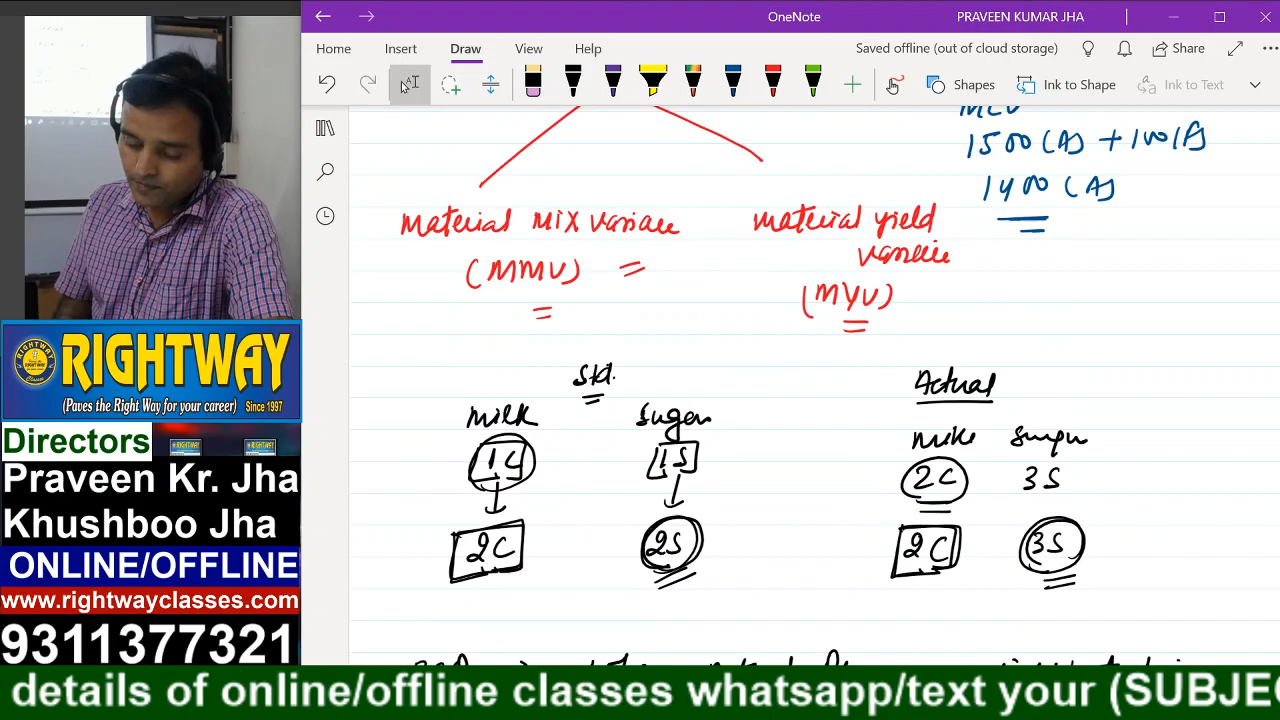 OneNote
PRAVEEN KUMAR JHA
Home Insert Draw View Help
Saved offline (out of cloud storage)
Share
Shapes
Ink to Shape
Ink to Text
MCV
1500 (A) +
1400 (A)
material MIX variance
(MMV) =
=
material yield
variance
(MYV)
Std.
Milk Sugar
1C 1S
2C 2S
Actual
Milk Sugar
2C 3S
2C 3S
RIGHTWAY
(Paves the Right Way for your career) Since 1997
Directors
Praveen Kr. Jha
Khushboo Jha
ONLINE/OFFLINE
www.rightwayclasses.com
9311377321
details of online/offline classes whatsapp/text your (SUBJE